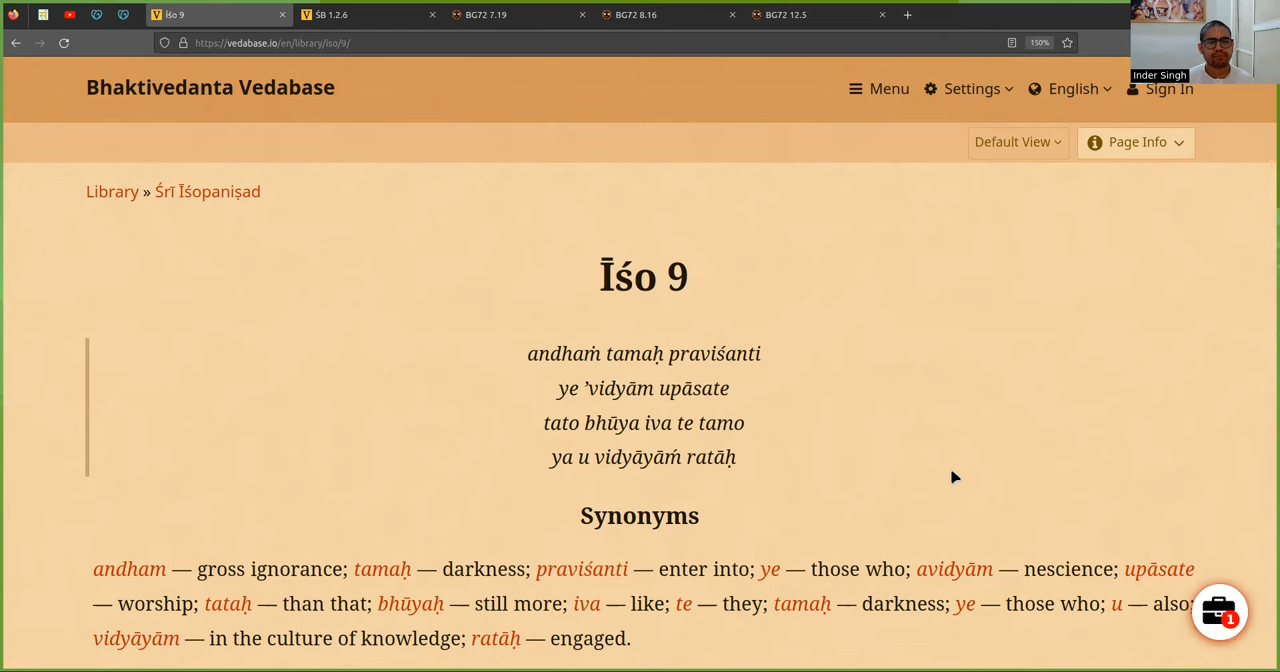 Īśo 9
ŚB 1.2.6
BG72 7.19
BG72 8.16
BG72 12.5
https://vedabase.io/en/library/iso/9/
150%
Inder Singh
Bhaktivedanta Vedabase
Menu
Settings
English
Sign In
Default View
Page Info
Library » Śrī Īśopaniṣad
Īśo 9
andhaṁ tamaḥ praviśanti
ye ’vidyām upāsate
tato bhūya iva te tamo
ya u vidyāyāḿ ratāḥ
Synonyms
andham — gross ignorance; tamaḥ — darkness; praviśanti — enter into; ye — those who; avidyām — nescience; upāsate
— worship; tataḥ — than that; bhūyaḥ — still more; iva — like; te — they; tamaḥ — darkness; ye — those who; u — also;
vidyāyām — in the culture of knowledge; ratāḥ — engaged.
1